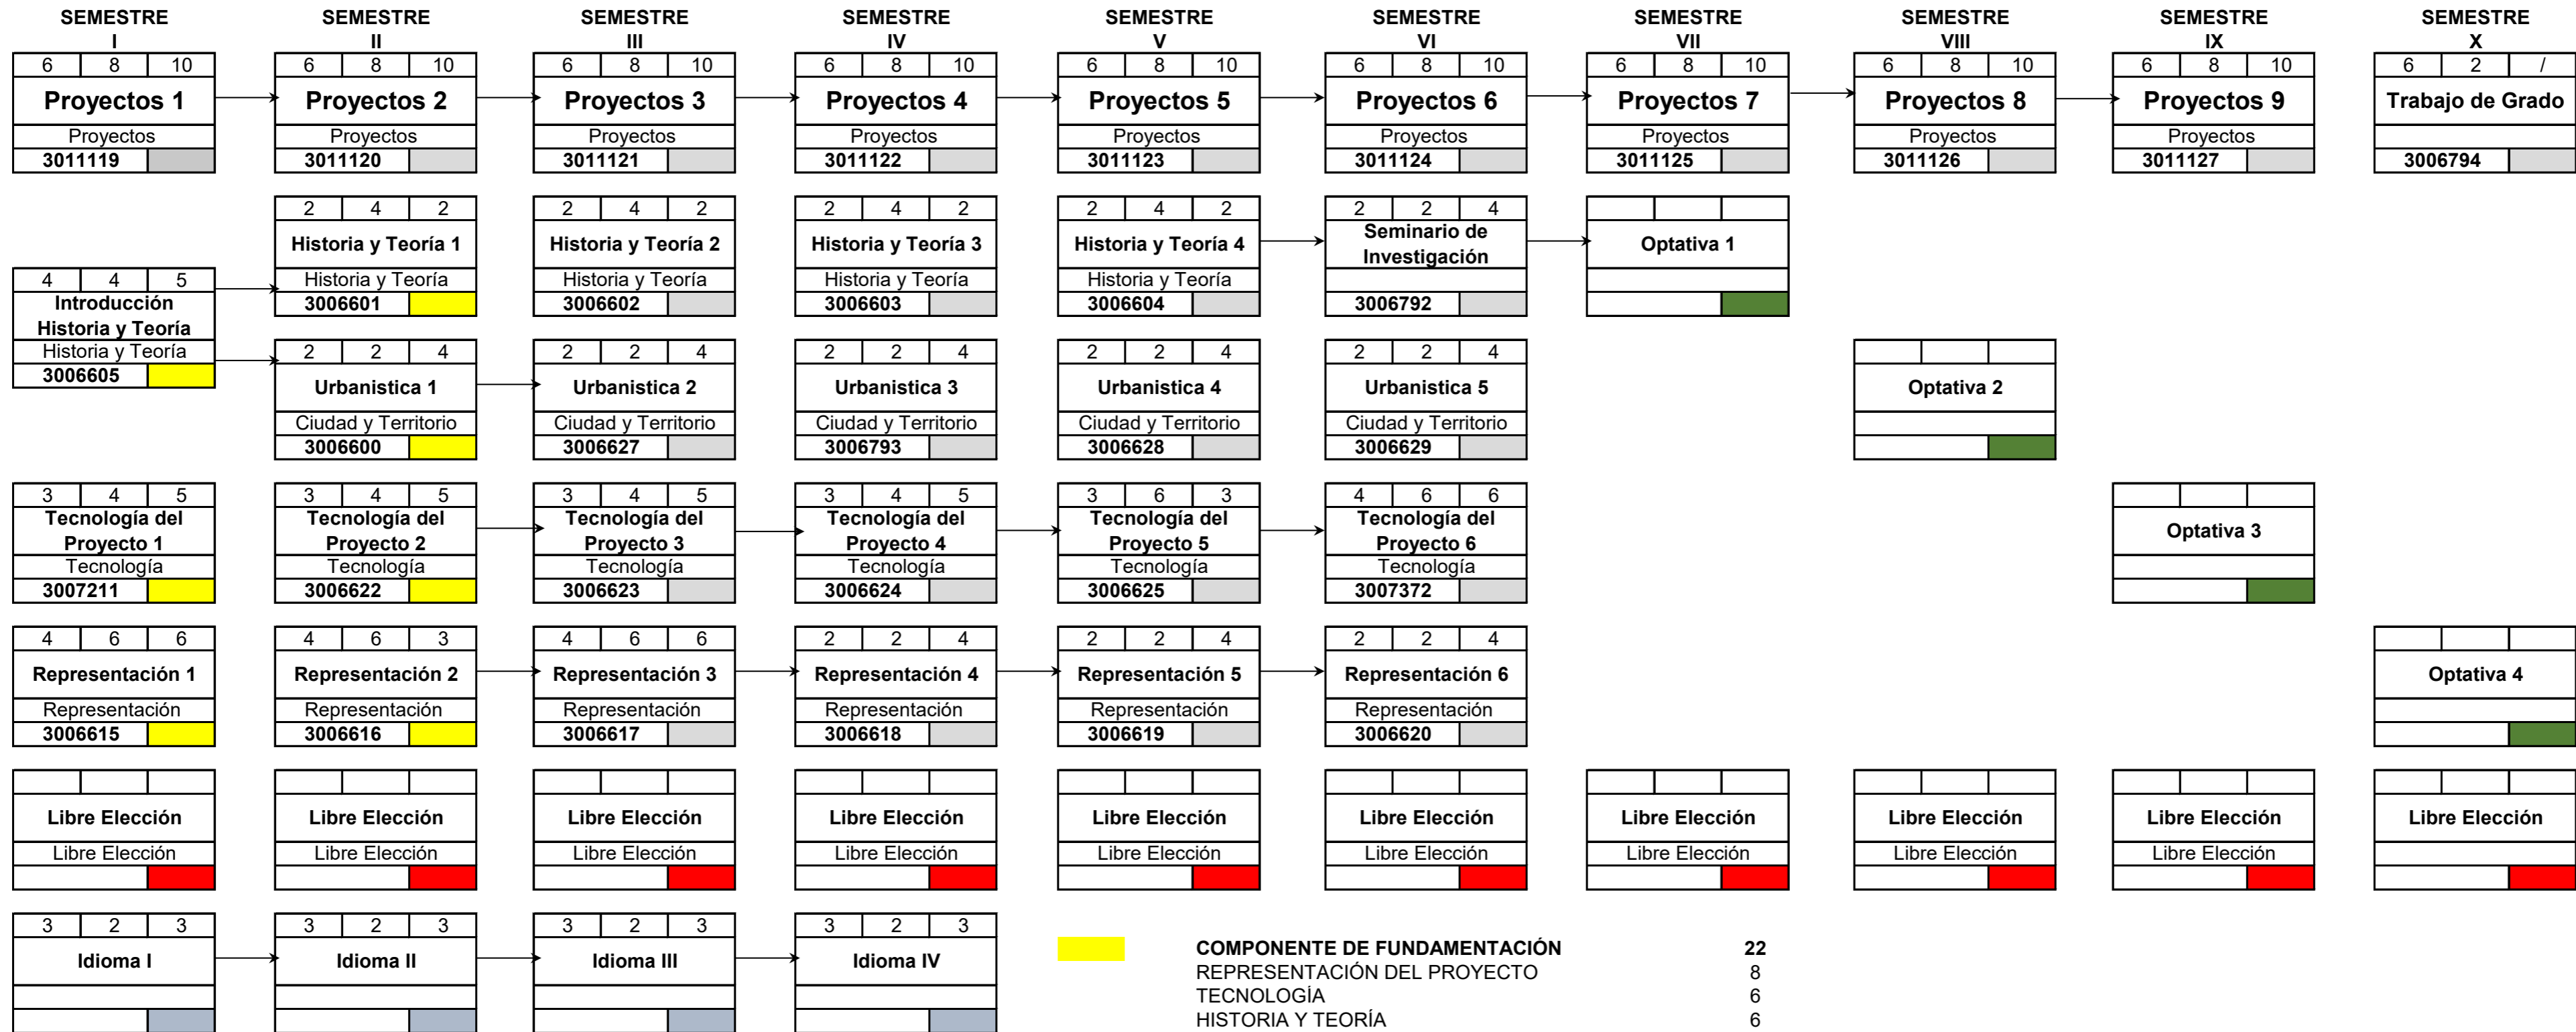 SEMESTRE SEMESTRE SEMESTRE SEMESTRE SEMESTRE SEMESTRE SEMESTRE SEMESTRE SEMESTRE SEMESTRE
I II III IV V VI VII VIII IX X
6 8 10 6 8 10 6 8 10 6 8 10 6 8 10 6 8 10 6 8 10 6 8 10 6 8 10 6 2 /
Proyectos 1 Proyectos 2 Proyectos 3 Proyectos 4 Proyectos 5 Proyectos 6 Proyectos 7 Proyectos 8 Proyectos 9 Trabajo de Grado
Proyectos Proyectos Proyectos Proyectos Proyectos Proyectos Proyectos Proyectos Proyectos
3011119 3011120 3011121 3011122 3011123 3011124 3011125 3011126 3011127 3006794
2 4 2 2 4 2 2 4 2 2 4 2 2 2 4
Historia y Teoría 1 Historia y Teoría 2 Historia y Teoría 3 Historia y Teoría 4 Seminario de Optativa 1
Investigación
4 4 5 Historia y Teoría Historia y Teoría Historia y Teoría Historia y Teoría
Introducción 3006601 3006602 3006603 3006604 3006792
Historia y Teoría
Historia y Teoría 2 2 4 2 2 4 2 2 4 2 2 4 2 2 4
3006605 Urbanistica 1 Urbanistica 2 Urbanistica 3 Urbanistica 4 Urbanistica 5 Optativa 2
Ciudad y Territorio Ciudad y Territorio Ciudad y Territorio Ciudad y Territorio Ciudad y Territorio
3006600 3006627 3006793 3006628 3006629
3 4 5 3 4 5 3 4 5 3 4 5 3 6 3 4 6 6
Tecnología del Tecnología del Tecnología del Tecnología del Tecnología del Tecnología del Optativa 3
Proyecto 1 Proyecto 2 Proyecto 3 Proyecto 4 Proyecto 5 Proyecto 6
Tecnología Tecnología Tecnología Tecnología Tecnología Tecnología
3007211 3006622 3006623 3006624 3006625 3007372
4 6 6 4 6 3 4 6 6 2 2 4 2 2 4 2 2 4
Representación 1 Representación 2 Representación 3 Representación 4 Representación 5 Representación 6 Optativa 4
Representación Representación Representación Representación Representación Representación
3006615 3006616 3006617 3006618 3006619 3006620
Libre Elección Libre Elección Libre Elección Libre Elección Libre Elección Libre Elección Libre Elección Libre Elección Libre Elección Libre Elección
Libre Elección Libre Elección Libre Elección Libre Elección Libre Elección Libre Elección Libre Elección Libre Elección Libre Elección
3 2 3 3 2 3 3 2 3 3 2 3
Idioma I Idioma II Idioma III Idioma IV
COMPONENTE DE FUNDAMENTACIÓN 22
REPRESENTACIÓN DEL PROYECTO 8
TECNOLOGÍA 6
HISTORIA Y TEORÍA 6